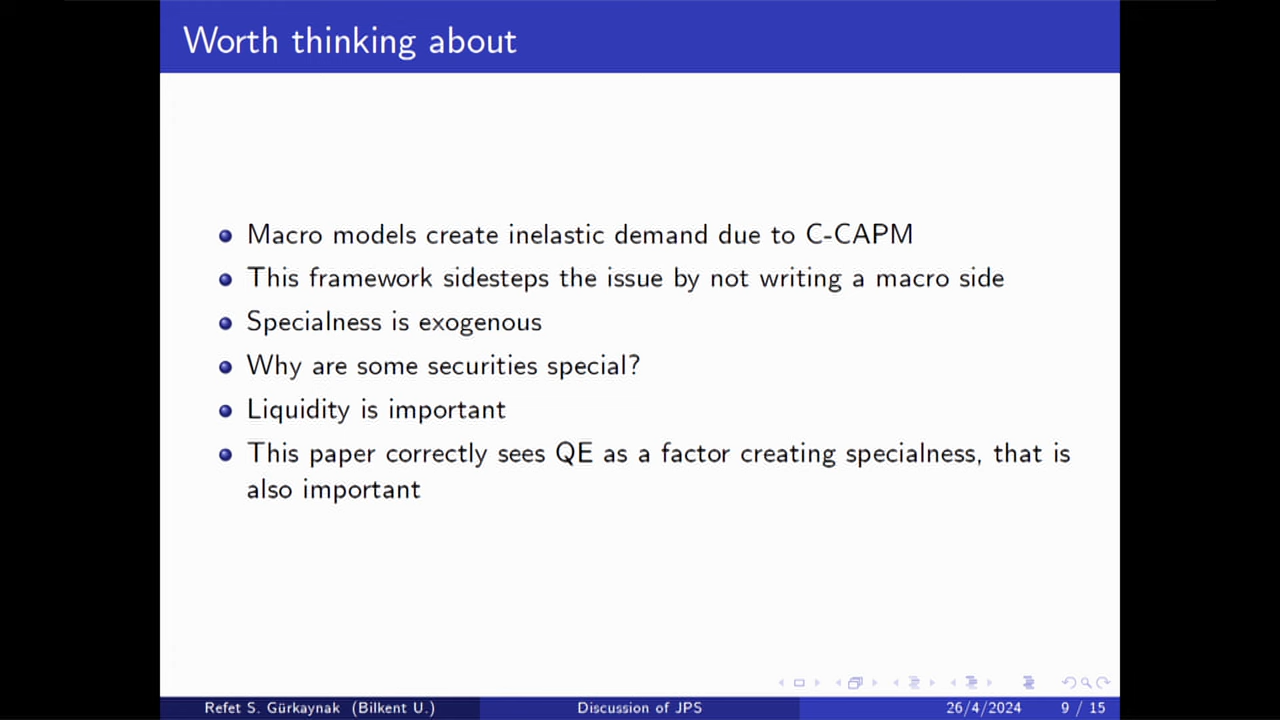 Worth thinking about
Macro models create inelastic demand due to C-CAPM
This framework sidesteps the issue by not writing a macro side
Specialness is exogenous
Why are some securities special?
Liquidity is important
This paper correctly sees QE as a factor creating specialness, that is
also important
Refet S. Gürkaynak (Bilkent U.) Discussion of JPS 26/4/2024 9 / 15